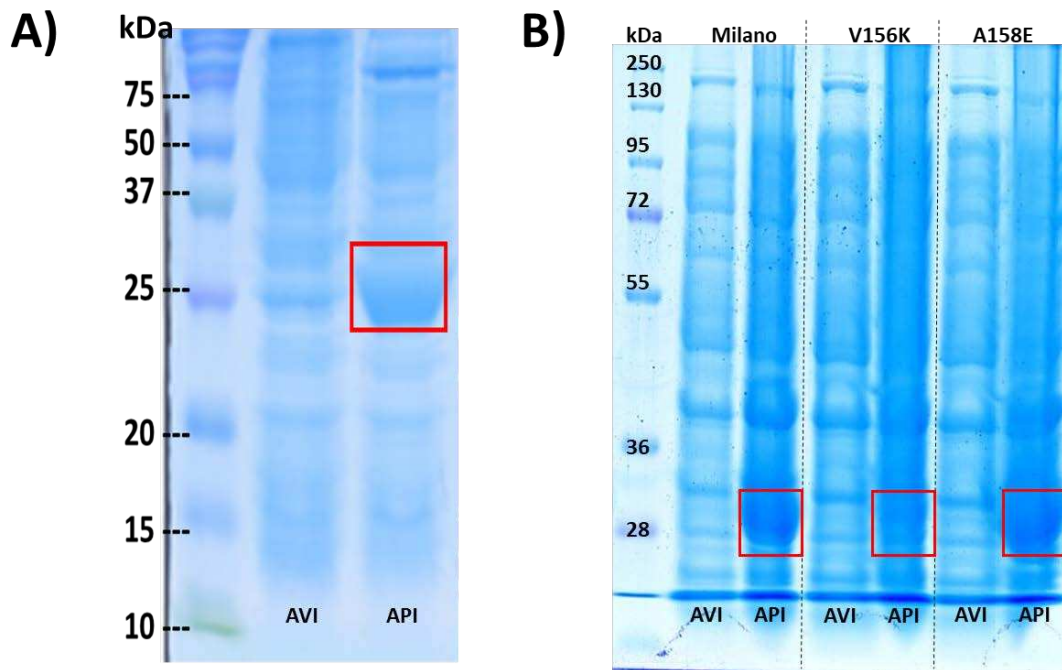 A)
kDa
75 ---
50 ---
37 ---
25 ---
20 ---
15 ---
10 ---
AVI API
B)
kDa Milano V156K A158E
250
130
95
72
55
36
28
AVI API AVI API AVI API